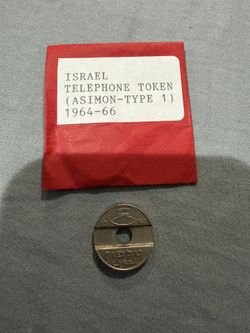 ISRAEL
TELEPHONE TOKEN
(ASIMON-TYPE 1)
1964-66